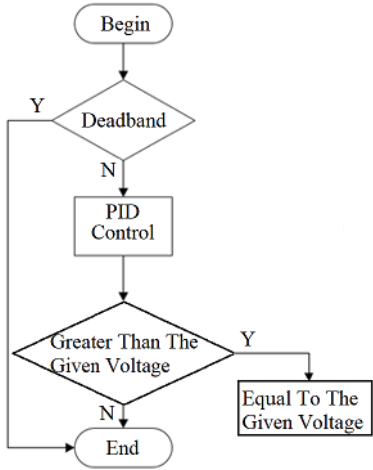 Begin
Y
Deadband
N
PID
Control
Greater Than The
Given Voltage
Y
Equal To The
Given Voltage
N
End